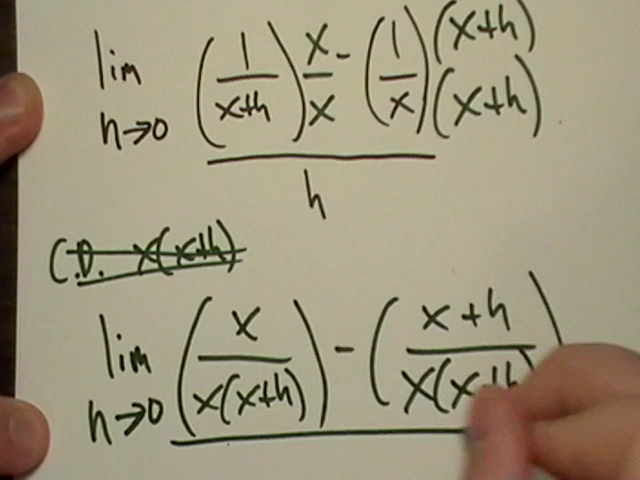 lim h→0 (1/(x+h)) x/x - (1/x) (x+h)/(x+h)
h
C.D. x(x+h)
lim h→0 (x/(x(x+h))) - ((x+h)/(x(x+h)